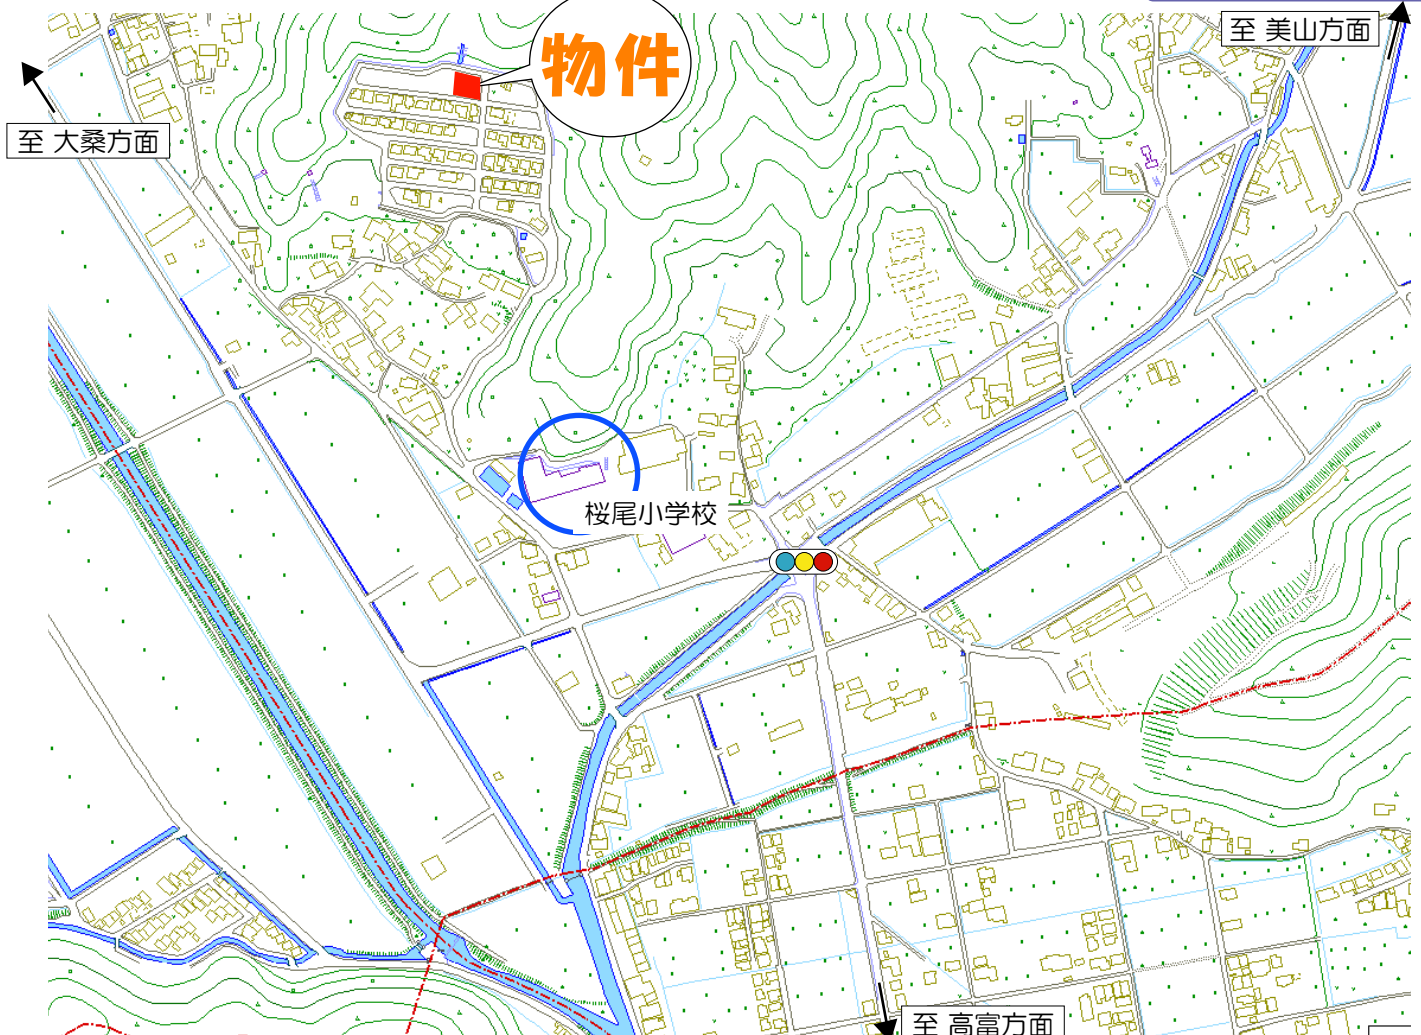 至 美山方面
物件
至 大桑方面
桜尾小学校
至 高富方面